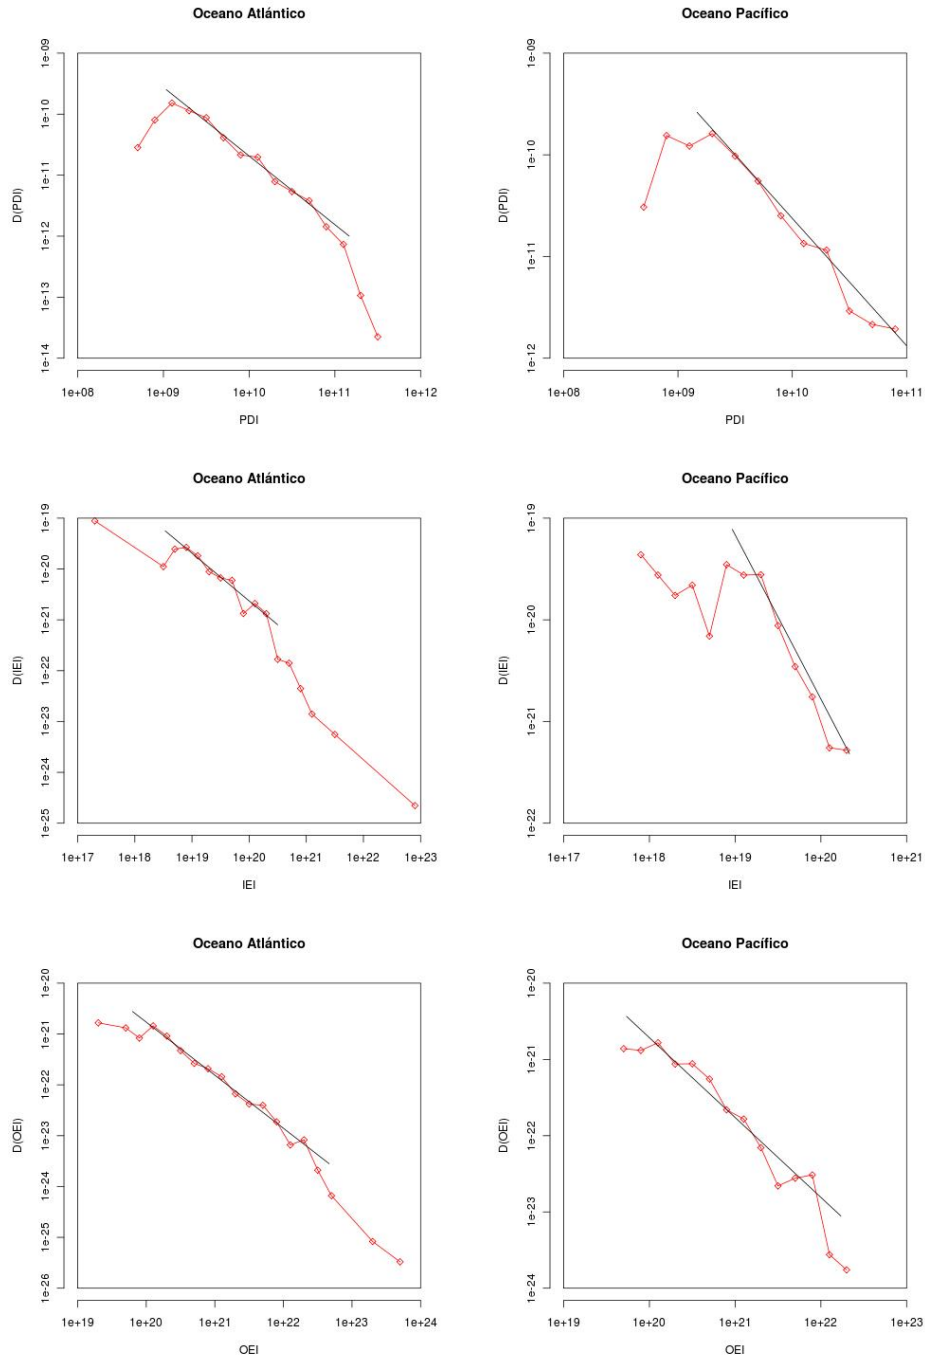 Oceano Atlántico
Oceano Pacífico
1e-09
1e-10
1e-11
1e-12
1e-13
1e-14
D(PDI)
1e+08 1e+09 1e+10 1e+11 1e+12
PDI
1e-09
1e-10
1e-11
1e-12
D(PDI)
1e+08 1e+09 1e+10 1e+11
PDI
Oceano Atlántico
Oceano Pacífico
1e-19
1e-20
1e-21
1e-22
1e-23
1e-24
1e-25
D(IEI)
1e+17 1e+18 1e+19 1e+20 1e+21 1e+22 1e+23
IEI
1e-19
1e-20
1e-21
1e-22
D(IEI)
1e+17 1e+18 1e+19 1e+20 1e+21
IEI
Oceano Atlántico
Oceano Pacífico
1e-20
1e-21
1e-22
1e-23
1e-24
1e-25
1e-26
D(OEI)
1e+19 1e+20 1e+21 1e+22 1e+23 1e+24
OEI
1e-20
1e-21
1e-22
1e-23
1e-24
D(OEI)
1e+19 1e+20 1e+21 1e+22 1e+23
OEI